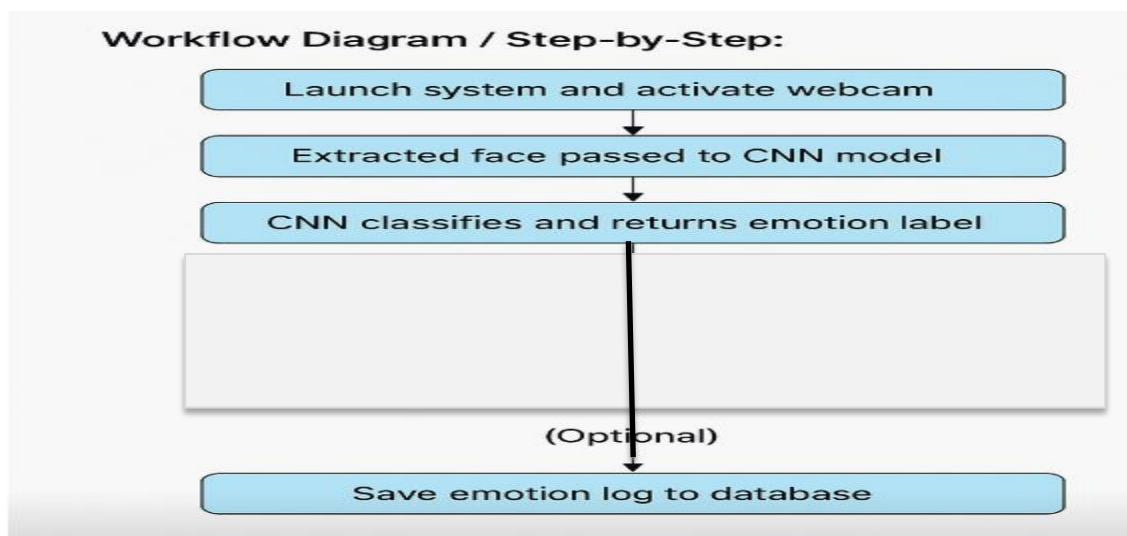 Workflow Diagram / Step-by-Step:
Launch system and activate webcam
Extracted face passed to CNN model
CNN classifies and returns emotion label
(Optional)
Save emotion log to database